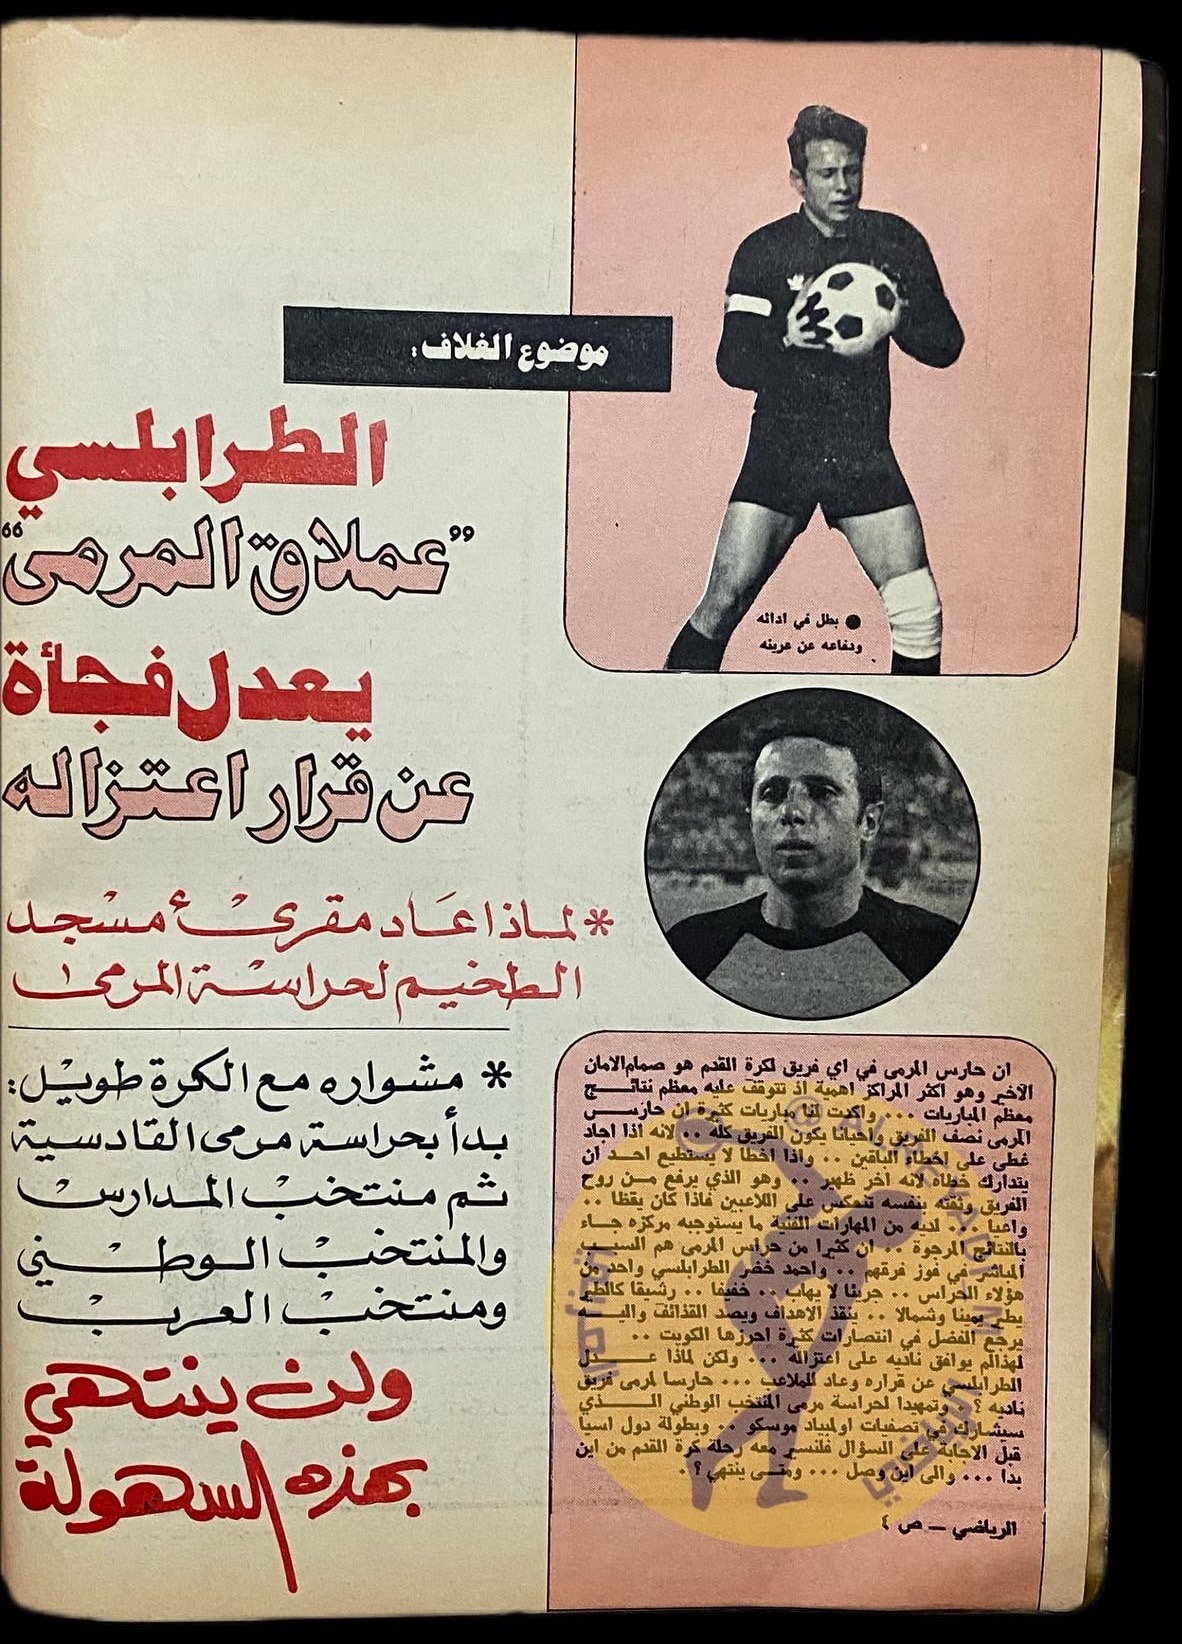 موضوع الغلاف :
الطرابلسي
"عملاق المرمى"
يعدل فجأة
عن قرار اعتزاله
* لماذا عاد مقرئ مسجد
الطخيم لحراسة المرمى
* مشواره مع الكرة طويل :
بدأ بحراسة مرمى القادسية
ثم منتخب المدارس
والمنتخب الوطني
ومنتخب العرب
ولن ينتهي
بهذه السهولة
● بطل في ادائه
ودفاعه عن عرينه
ان حارس المرمى في اي فريق لكرة القدم هو صمام الامان
الاخير وهو اكثر المراكز اهمية اذ تتوقف عليه معظم نتائج
معظم المباريات ... واكدت لنا مباريات كثيرة ان حارس
المرمى نصف الفريق واحيانا يكون الفريق كله .. لانه اذا اجاد
غطى على اخطاء الباقين .. واذا اخطا لا يستطيع احد ان
يتدارك خطاه لانه اخر ظهير .. وهو الذي يرفع من روح
الفريق وثقته بنفسه تنعكس على اللاعبين فاذا كان يقظا ..
واعيا ... لديه من المهارات الفنية ما يستوجبه مركزه جاء
بالنتائج المرجوة .. ان كثيرا من حراس المرمى هم السبب
المباشر في فوز فرقهم .. واحمد خضر الطرابلسي واحد من
هؤلاء الحراس .. جريئا لا يهاب .. خفيفا .. رشيقا كالطير
يطير يمينا وشمالا .. ينقذ الاهداف ويصد القذائف واليه
يرجع الفضل في انتصارات كثيرة احرزها الكويت ..
لهذا لم يوافق ناديه على اعتزاله ... ولكن لماذا عدل
الطرابلسي عن قراره وعاد للملاعب ... حارسا لمرمى فريق
ناديه ؟ .. وتمهيدا لحراسة مرمى المنتخب الوطني الذي
سيشارك في تصفيات اولمبياد موسكو .. وبطولة دول اسيا
قبل الاجابة على السؤال فلنسير معه رحلة كرة القدم من اين
بدا ... والى اين وصل ... ومتى ينتهي ؟ .
الرياضي — ص ٤